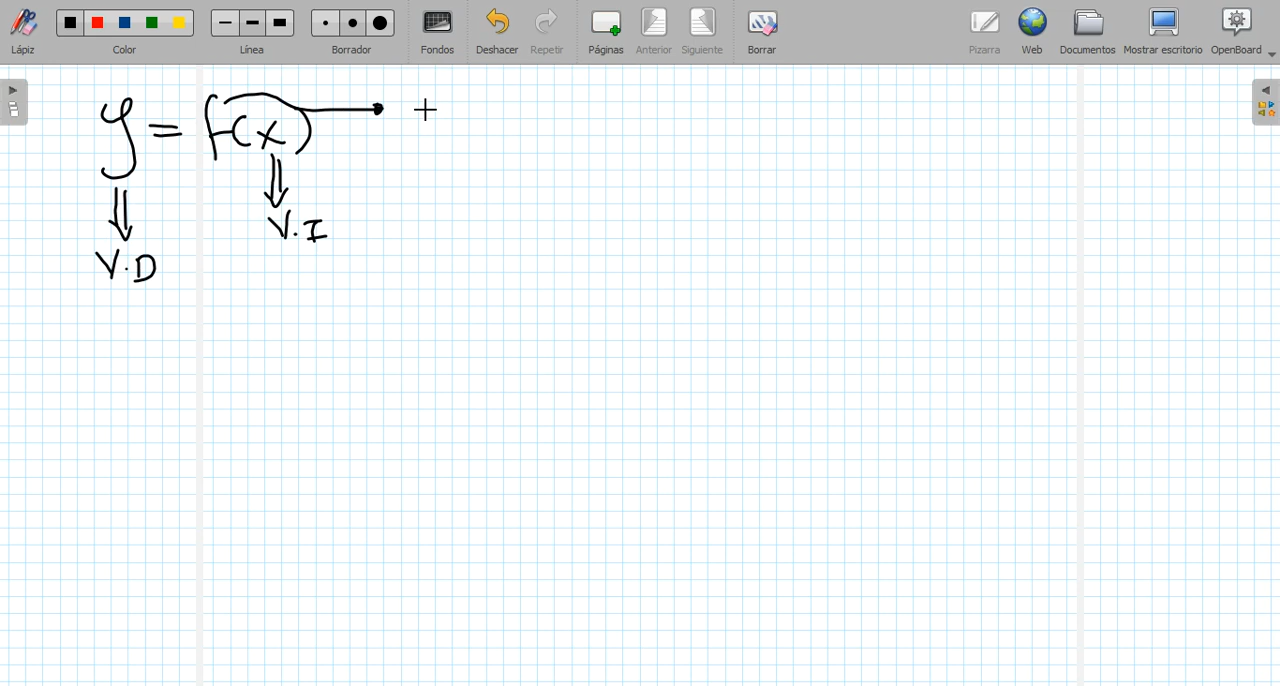 Lápiz Color Línea Borrador Fondos Deshacer Repetir Páginas Anterior Siguiente Borrar Pizarra Web Documentos Mostrar escritorio OpenBoard
y = f(x)
V.I
V.D